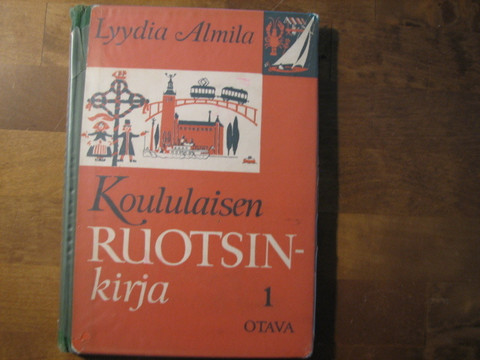 Lyydia Almila
Koululaisen
RUOTSIN-
kirja
1
OTAVA